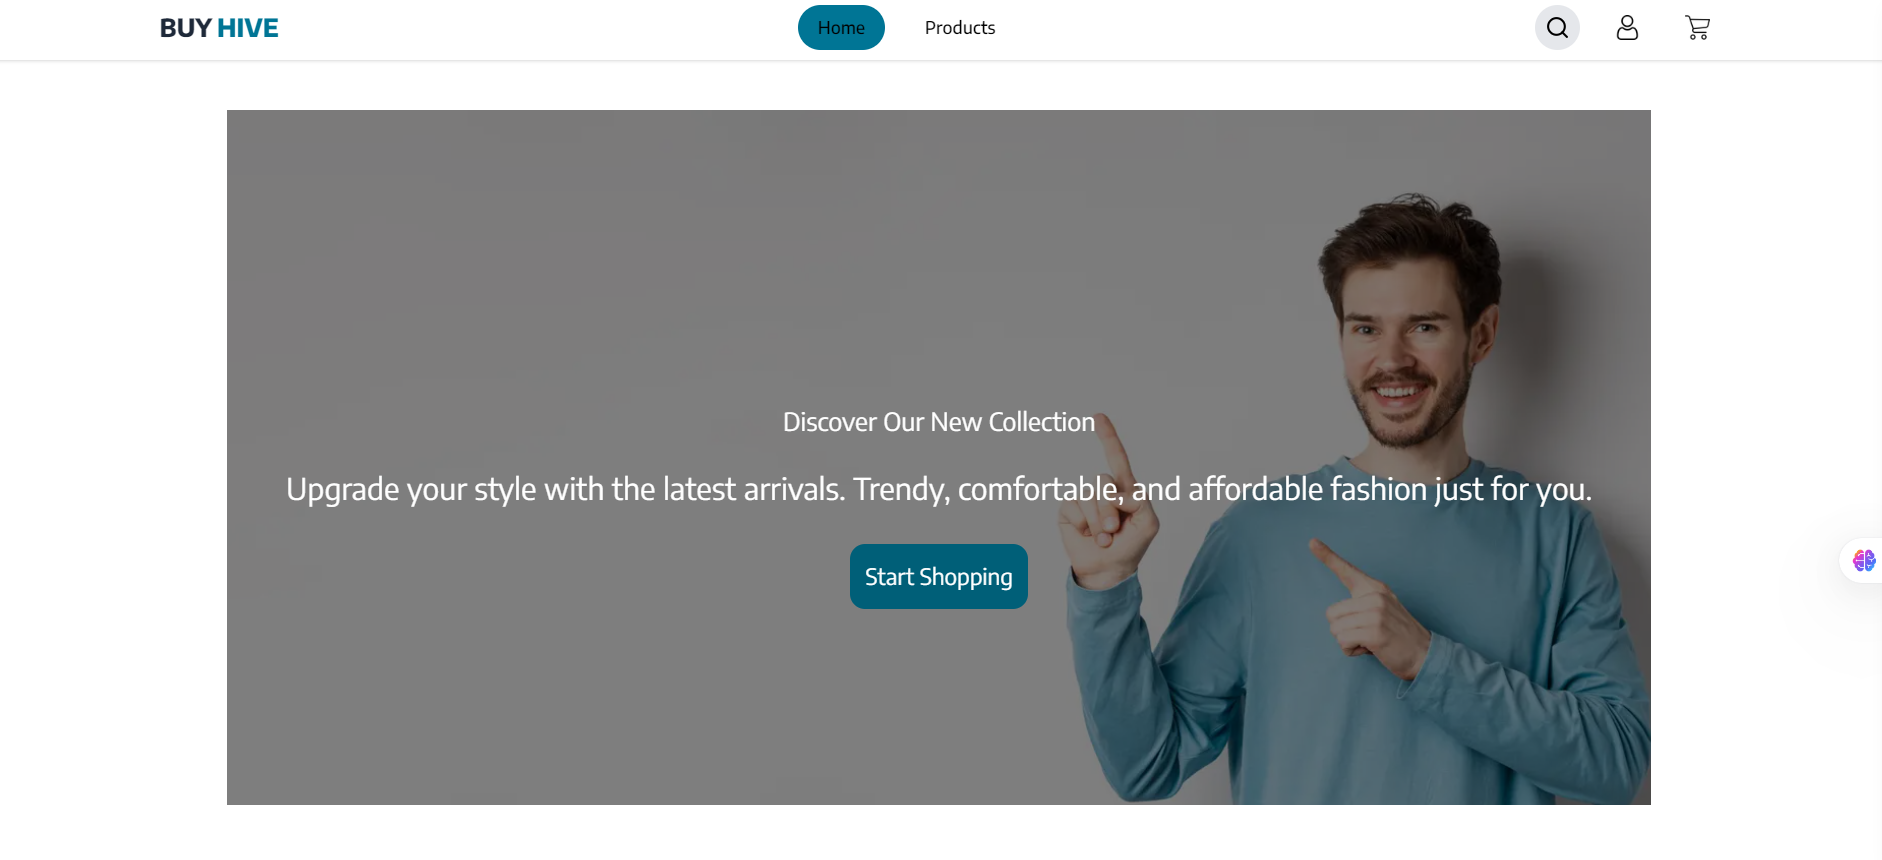 BUY HIVE
Home
Products
Discover Our New Collection
Upgrade your style with the latest arrivals. Trendy, comfortable, and affordable fashion just for you.
Start Shopping